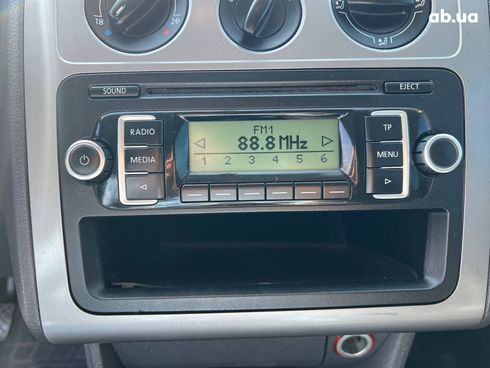 ab.ua
18 26
SOUND EJECT
RADIO FM1 TP
88.8 MHz
MEDIA MENU
1 2 3 4 5 6